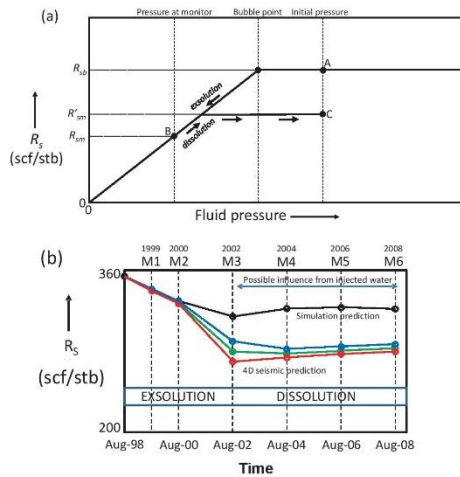 (a)
Pressure at monitor Bubble point Initial pressure
A
R_sb
exsolution
R'_sm
C
dissolution
B
R_sm
R_s
(scf/stb)
0
0
Fluid pressure
(b)
1999 2000 2002 2004 2006 2008
M1 M2 M3 M4 M5 M6
360
Possible influence from injected water
Simulation prediction
R_S
(scf/stb)
4D seismic prediction
EXSOLUTION DISSOLUTION
200
Aug-98 Aug-00 Aug-02 Aug-04 Aug-06 Aug-08
Time